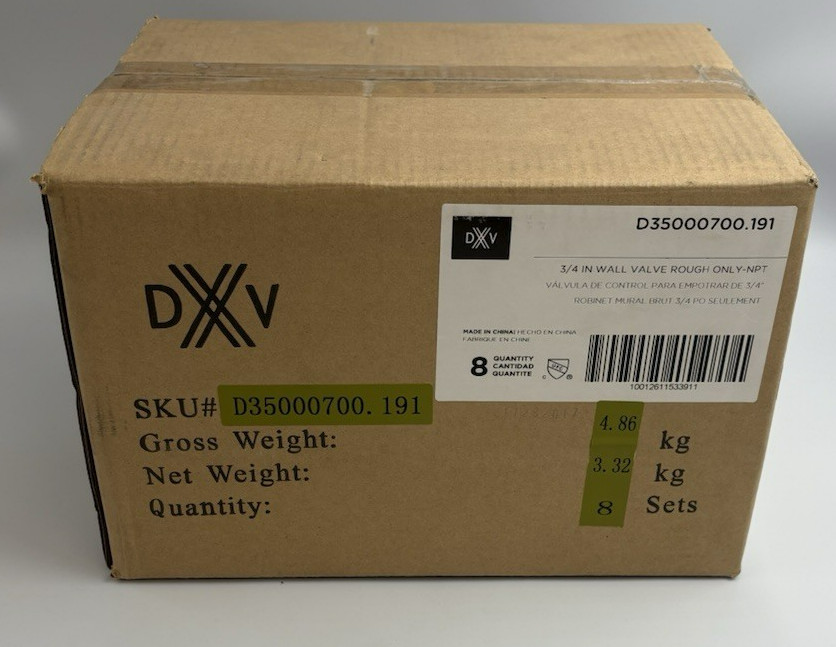 DXV
D35000700.191
3/4 IN WALL VALVE ROUGH ONLY-NPT
VÁLVULA DE CONTROL PARA EMPOTRAR DE 3/4"
ROBINET MURAL BRUT 3/4 PO SEULEMENT
MADE IN CHINA| HECHO EN CHINA
FABRIQUÉ EN CHINE
8 QUANTITY
CANTIDAD
QUANTITÉ
10012611533911
DXV
SKU# D35000700.191
Gross Weight: 4.86 kg
Net Weight: 3.32 kg
Quantity: 8 Sets